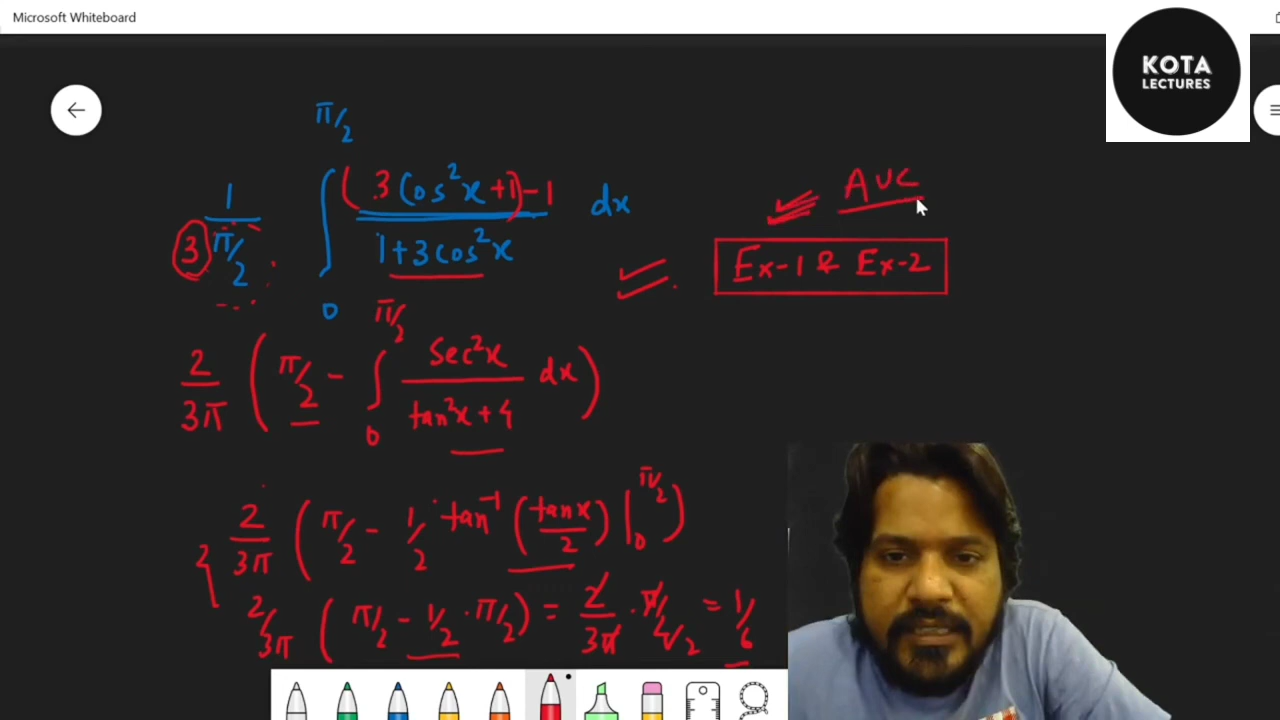 Microsoft Whiteboard
KOTA
LECTURES
1/(π/2) ∫₀^(π/2) ((3cos²x+1)-1)/(1+3cos²x) dx
3
AUC
Ex-1 & Ex-2
2/3π (π/2 - ∫₀^(π/2) sec²x/(tan²x+4) dx)
2/3π (π/2 - 1/2 tan⁻¹(tanx/2)|₀^(π/2))
2/3π (π/2 - 1/2 · π/2) = 2/3π · π/4/2 = 1/6